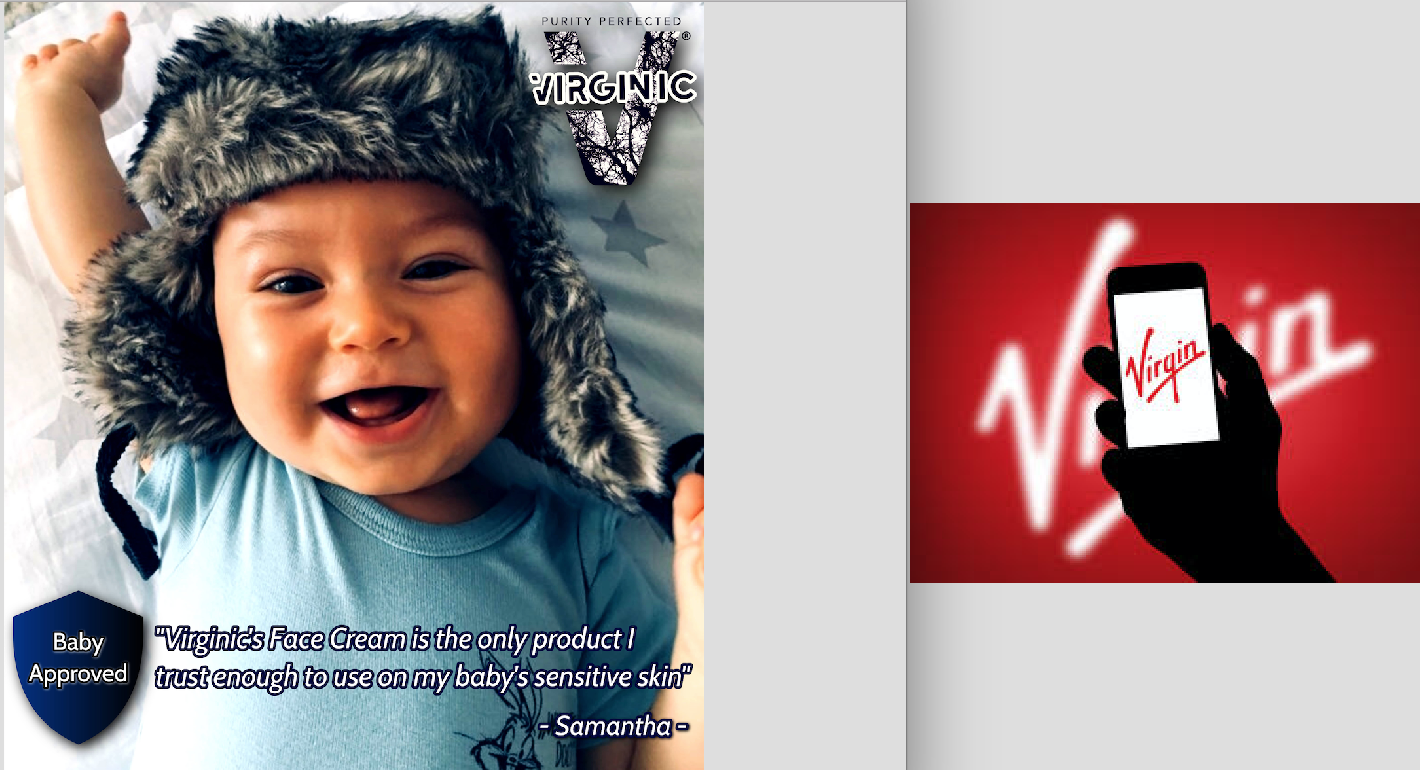 PURITY PERFECTED
VIRGINIC®
Baby
Approved
"Virginic's Face Cream is the only product I
trust enough to use on my baby's sensitive skin"
- Samantha -
Virgin
Virgin